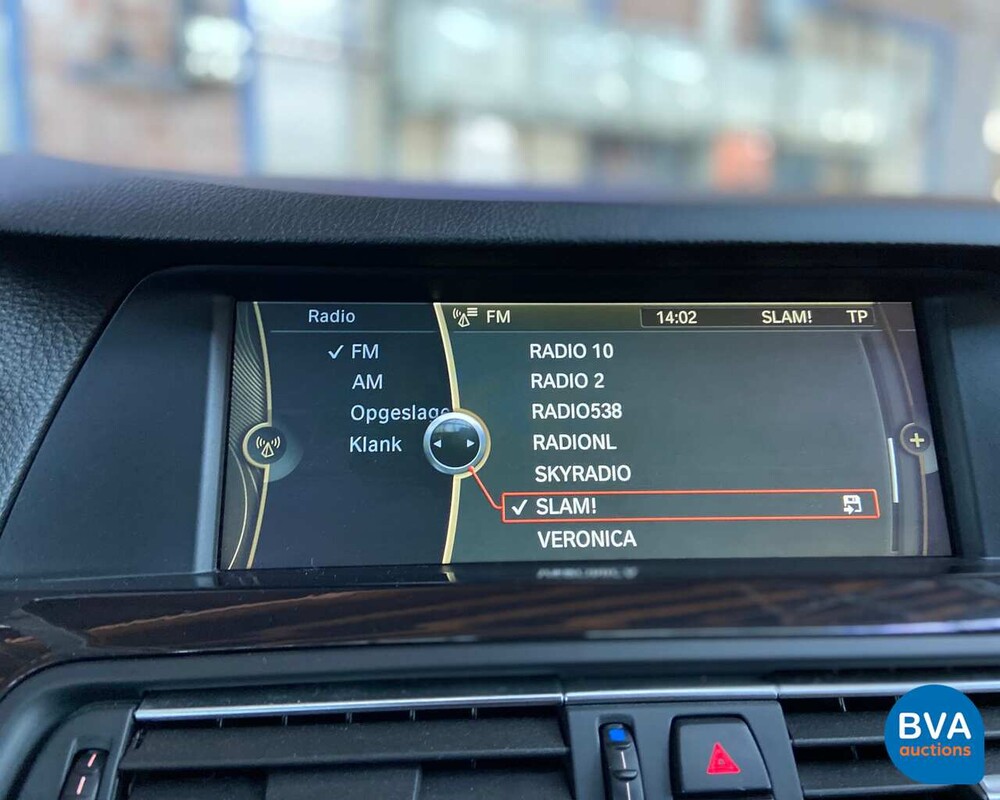 Radio
FM
14:02 SLAM! TP
FM
AM
Opgeslage
Klank
RADIO 10
RADIO 2
RADIO538
RADIONL
SKYRADIO
SLAM!
VERONICA
BVA
auctions